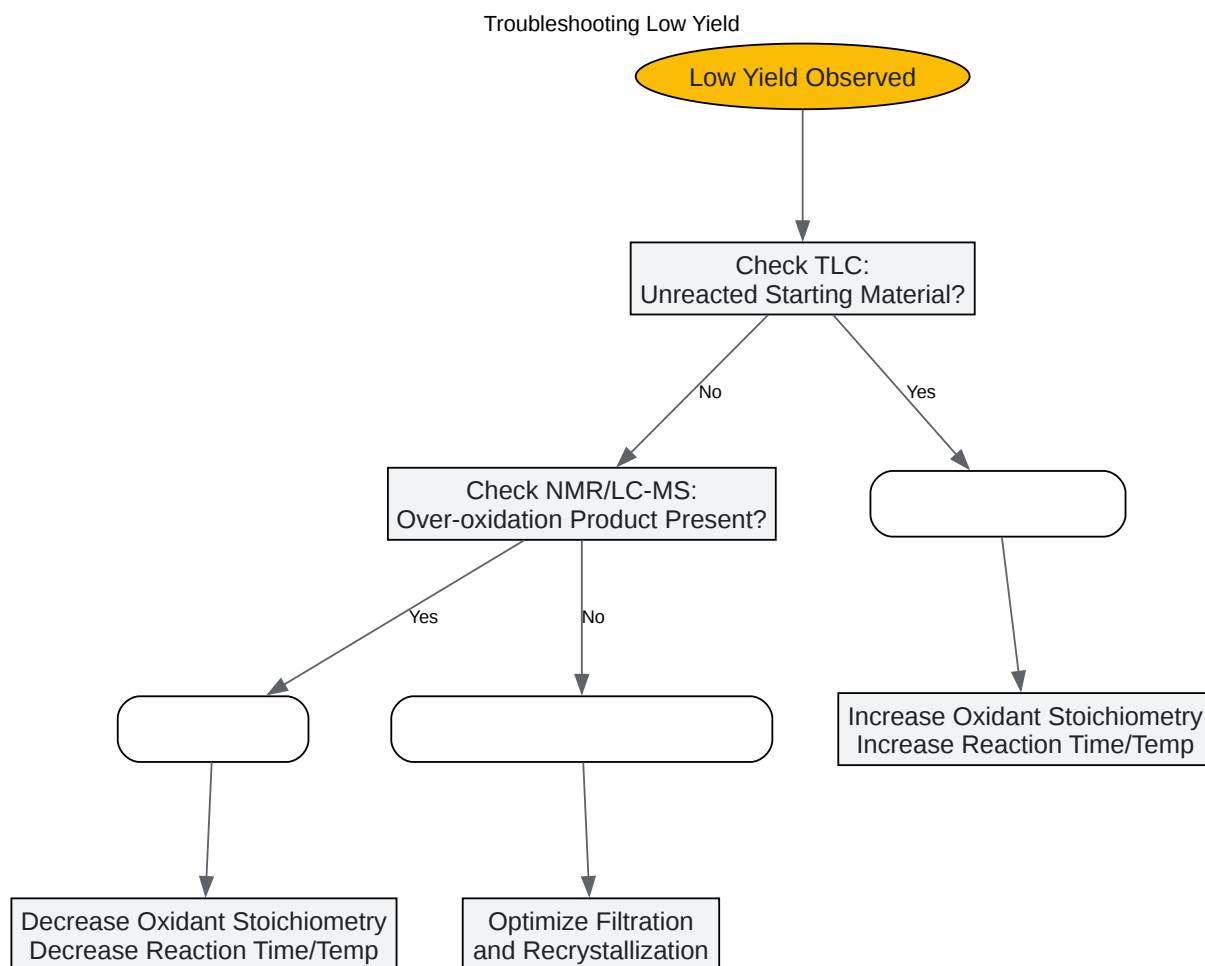 Troubleshooting Low Yield
Low Yield Observed
Check TLC:
Unreacted Starting Material?
No
Yes
Check NMR/LC-MS:
Over-oxidation Product Present?
Yes
No
Increase Oxidant Stoichiometry
Increase Reaction Time/Temp
Decrease Oxidant Stoichiometry
Decrease Reaction Time/Temp
Optimize Filtration
and Recrystallization